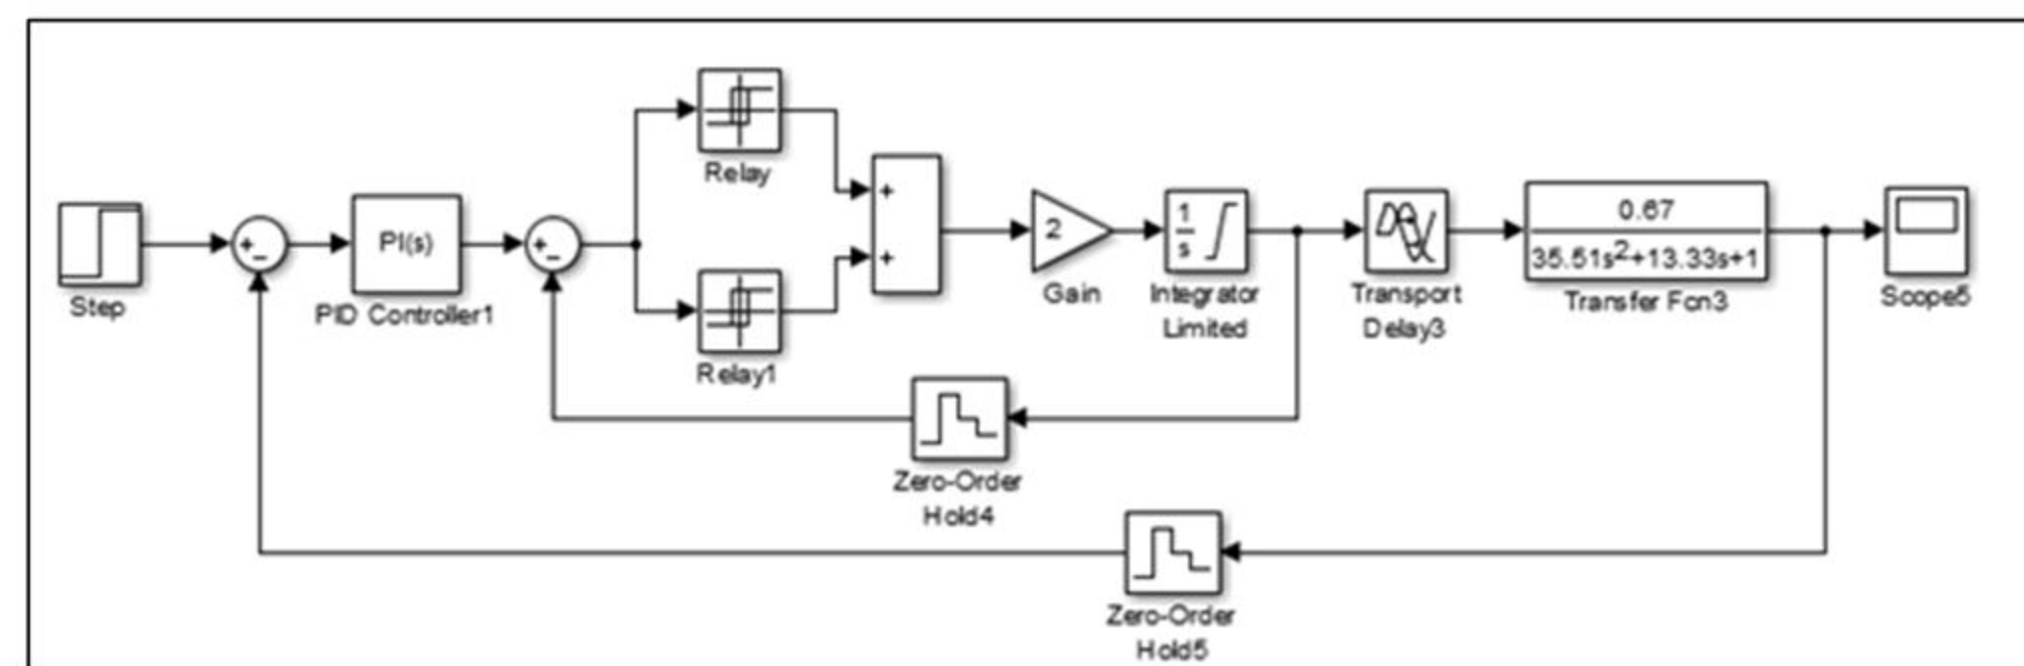 Step
+
−
PI(s)
PID Controller1
+
−
Relay
Relay1
+
+
2
Gain
1
s
Integrator
Limited
Transport
Delay3
0.67
35.51s²+13.33s+1
Transfer Fcn3
Scope5
Zero-Order
Hold4
Zero-Order
Hold5